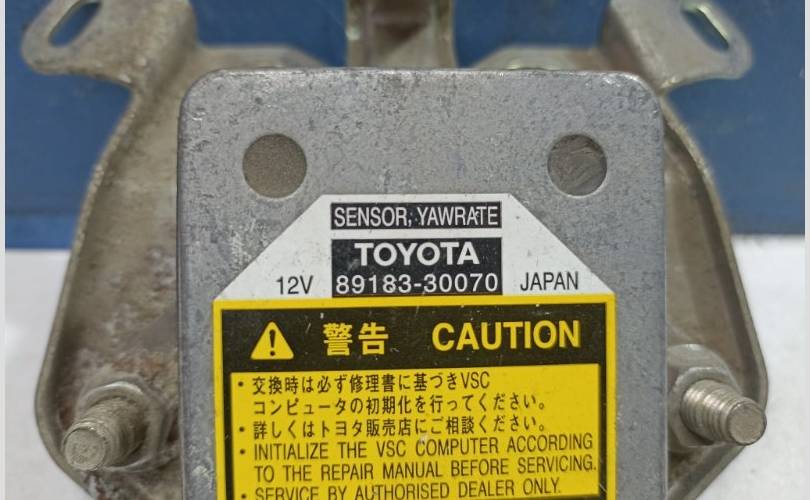 SENSOR, YAWRATE
TOYOTA
12V 89183-30070 JAPAN
警告 CAUTION
・交換時は必ず修理書に基づきVSC
コンピュータの初期化を行ってください。
・詳しくはトヨタ販売店にご相談ください。
・INITIALIZE THE VSC COMPUTER ACCORDING
TO THE REPAIR MANUAL BEFORE SERVICING.
・SERVICE BY AUTHORISED DEALER ONLY.